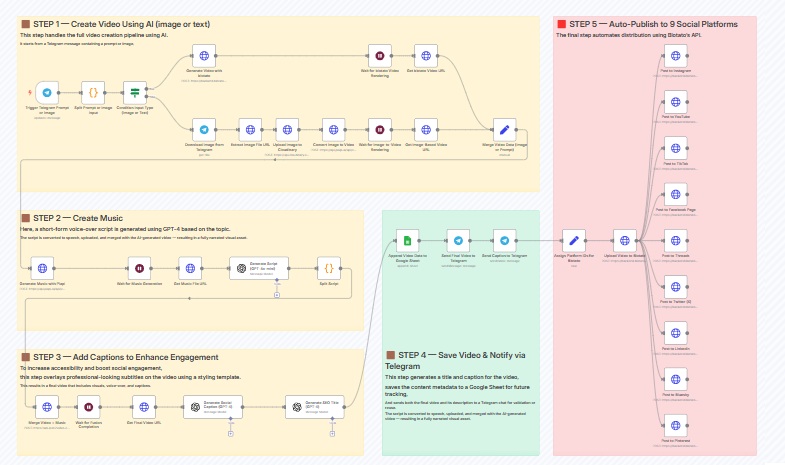 STEP 1 — Create Video Using AI (image or text)
This step handles the full video creation pipeline using AI.
It starts from a Telegram message containing a prompt or image.
Generate Video with
Wait for
Video
Rendering
Get
Video URL
Trigger: Telegram Prompt
or Image
Split Prompt or Image
Input
Condition: Input Type
(Image or Text)
Download Image from
Telegram
Extract Image File URL
Upload Image to
Cloudinary
Convert Image to Video
Wait for Image-to-Video
Rendering
Get Image-Based Video
URL
Merge Video Data (Image
or Prompt)
STEP 2 — Create Music
Here, a short-form voice-over script is generated using GPT-4 based on the topic.
The script is converted to speech, uploaded, and merged with the AI-generated video — resulting in a fully narrated visual asset.
Generate Music with Piapi
Wait for Music Generation
Get Music File URL
Generate Script
Split Script
STEP 3 — Add Captions to Enhance Engagement
To increase accessibility and boost social engagement,
this step overlays professional-looking subtitles on the video using a styling template.
This results in a final video that includes visuals, voice-over, and captions.
Merge Video + Music
Wait for Fusion
Completion
Get Final Video URL
Generate Social
Caption (GPT-4)
Generate SEO Title
(GPT-4)
Append Video Data to
Google Sheet
Send Final Video to
Telegram
Send Caption to Telegram
STEP 4 — Save Video & Notify via
Telegram
This step generates a title and caption for the video,
saves the content metadata to a Google Sheet for future
tracking,
And sends both the final video and its description to a Telegram chat for validation or
reuse.
The script is converted to speech, uploaded, and merged with the AI-generated
video — resulting in a fully narrated visual asset.
STEP 5 — Auto-Publish to 9 Social Platforms
The final step automates distribution using Blotato's API.
Assign Platform IDs for
Blotato
Upload Video to Blotato
Post to Instagram
Post to YouTube
Post to TikTok
Post to Facebook Page
Post to Threads
Post to Twitter (X)
Post to LinkedIn
Post to Bluesky
Post to Pinterest